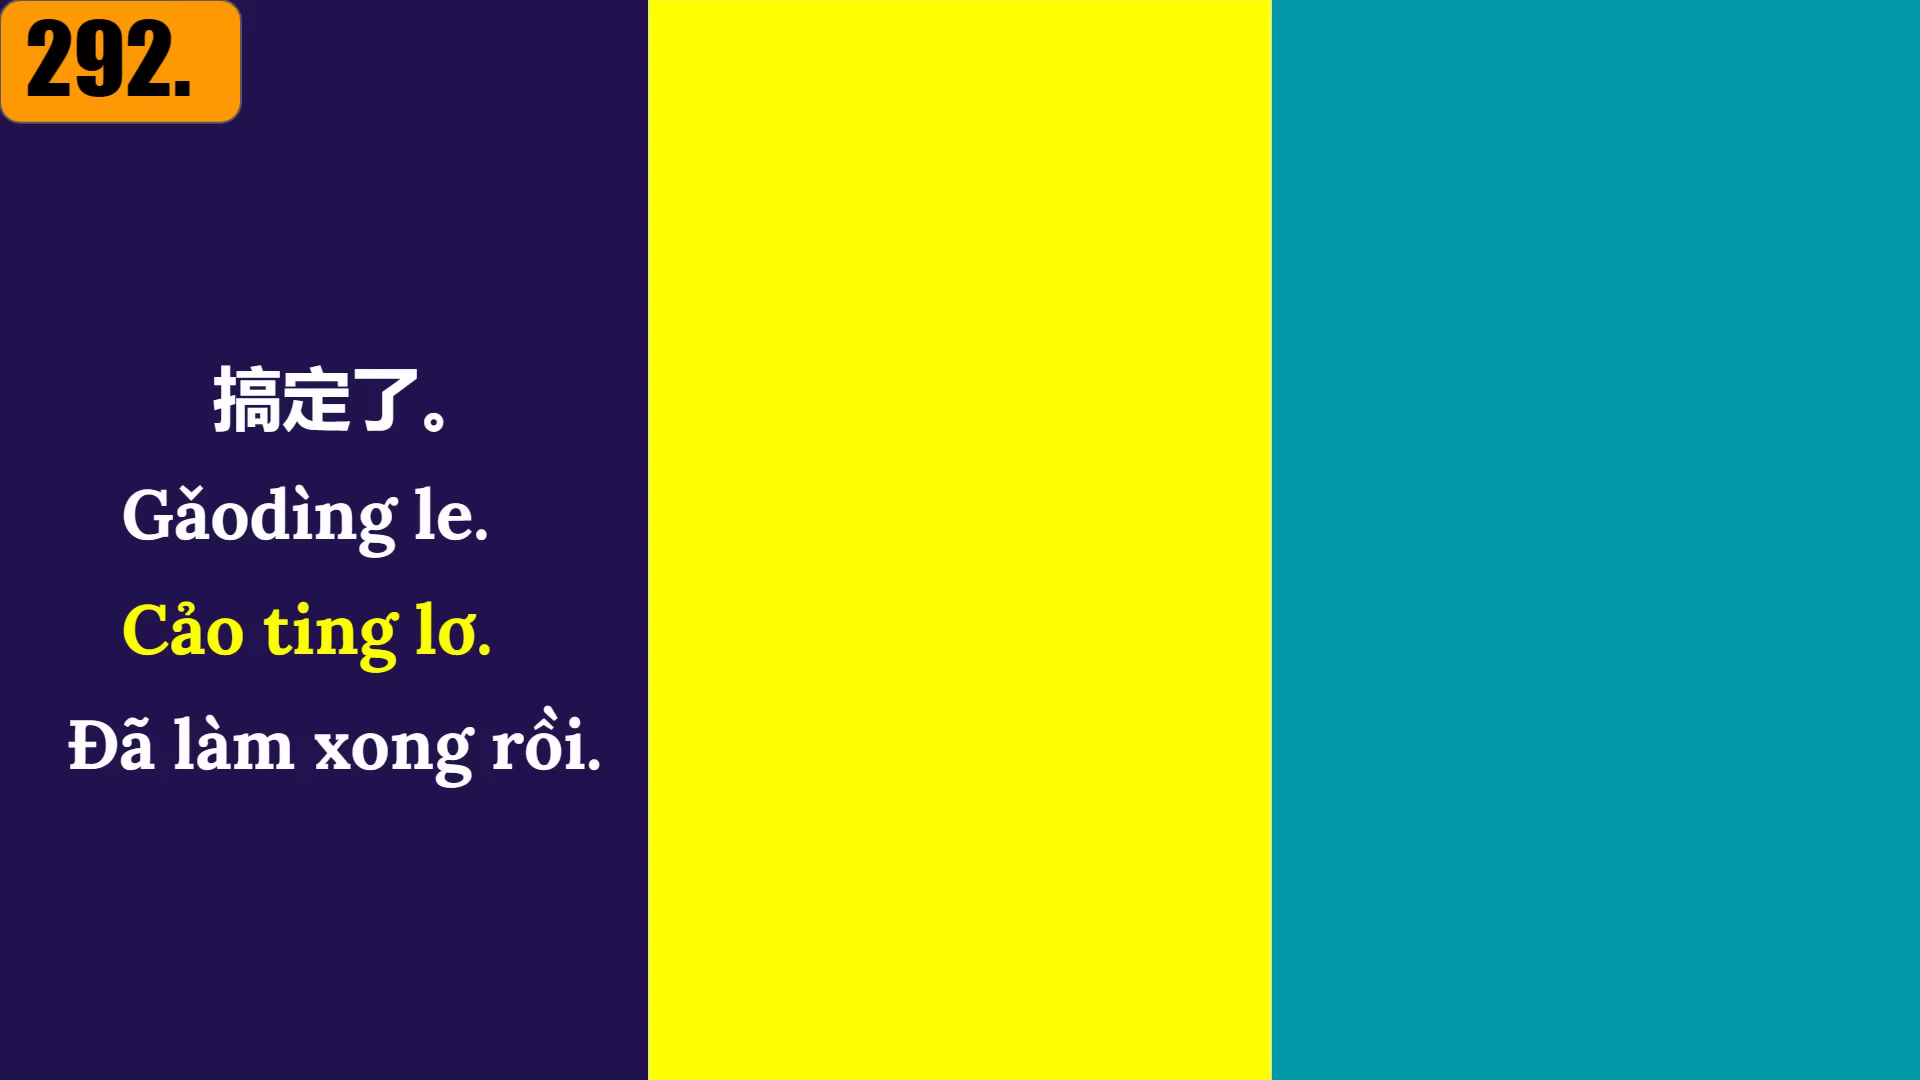 292.
搞定了。
Gǎodìng le.
Cảo ting lơ.
Đã làm xong rồi.